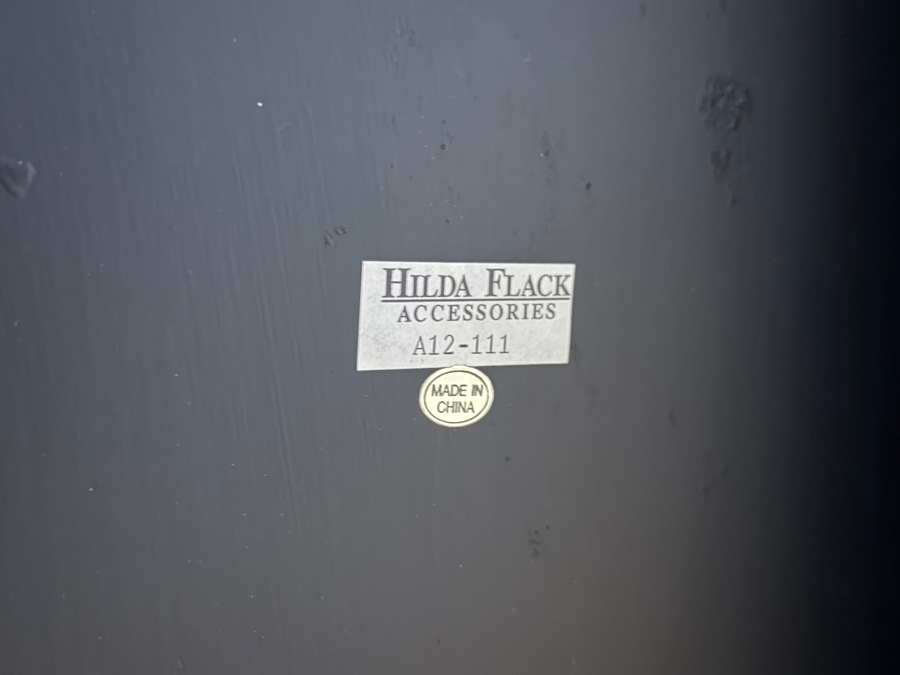 HILDA FLACK
ACCESSORIES
A12-111
MADE IN
CHINA